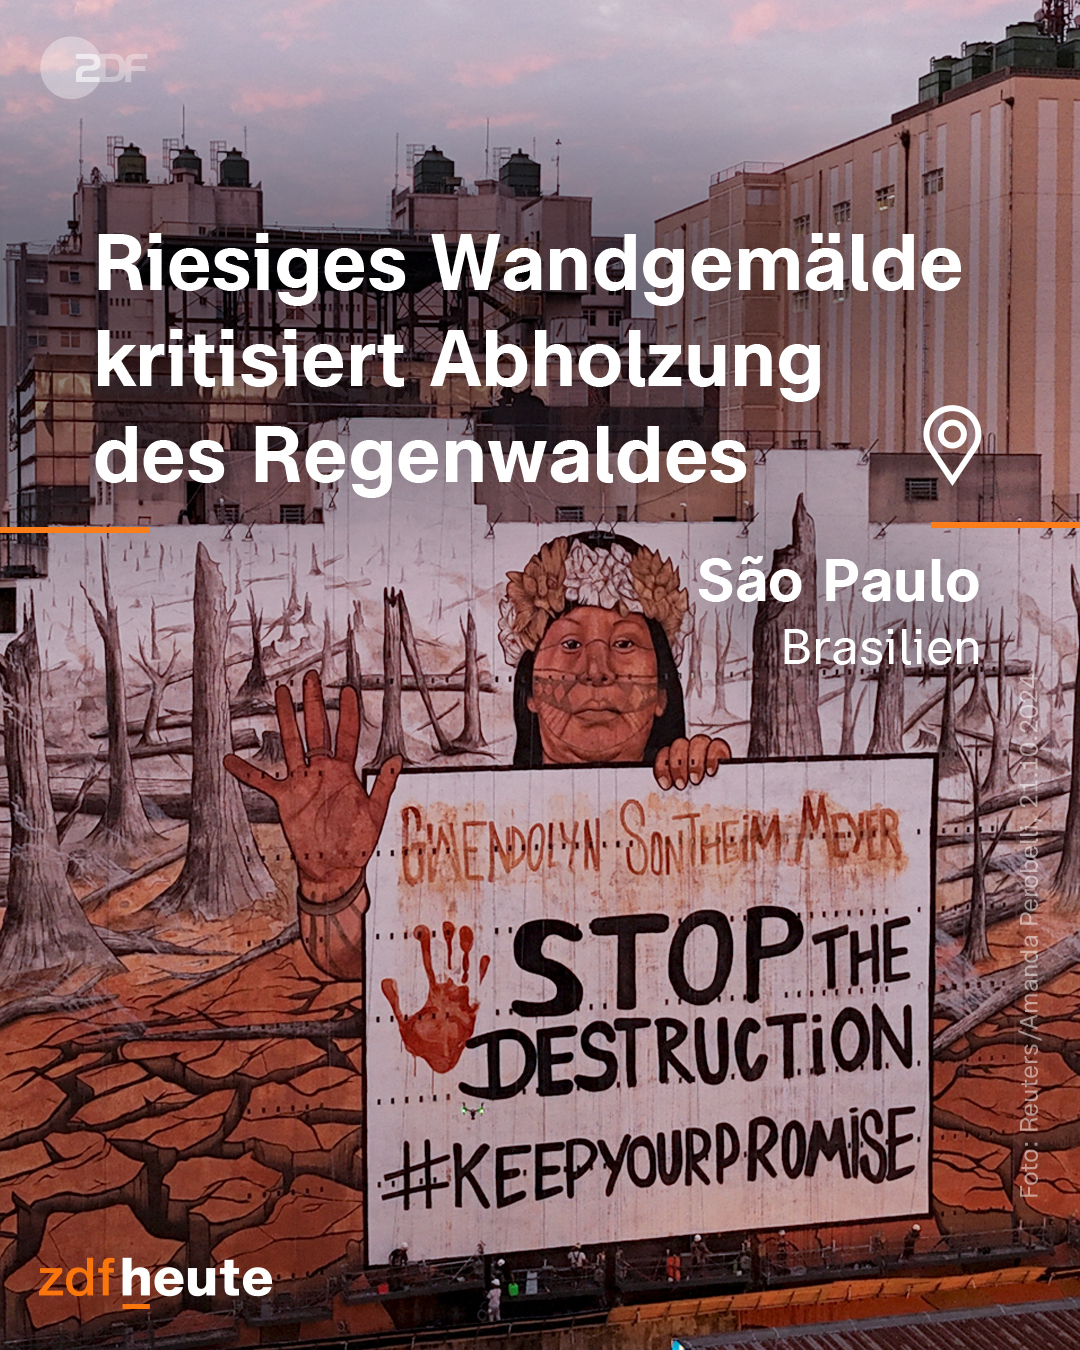 ZDF
Riesiges Wandgemälde
kritisiert Abholzung
des Regenwaldes
São Paulo
Brasilien
GWENDOLYN SONTHEIM MEYER
STOP THE
DESTRUCTION
#KEEPYOURPROMISE
Foto: Reuters/Amanda Perobelli, 21.10.2024
zdfheute